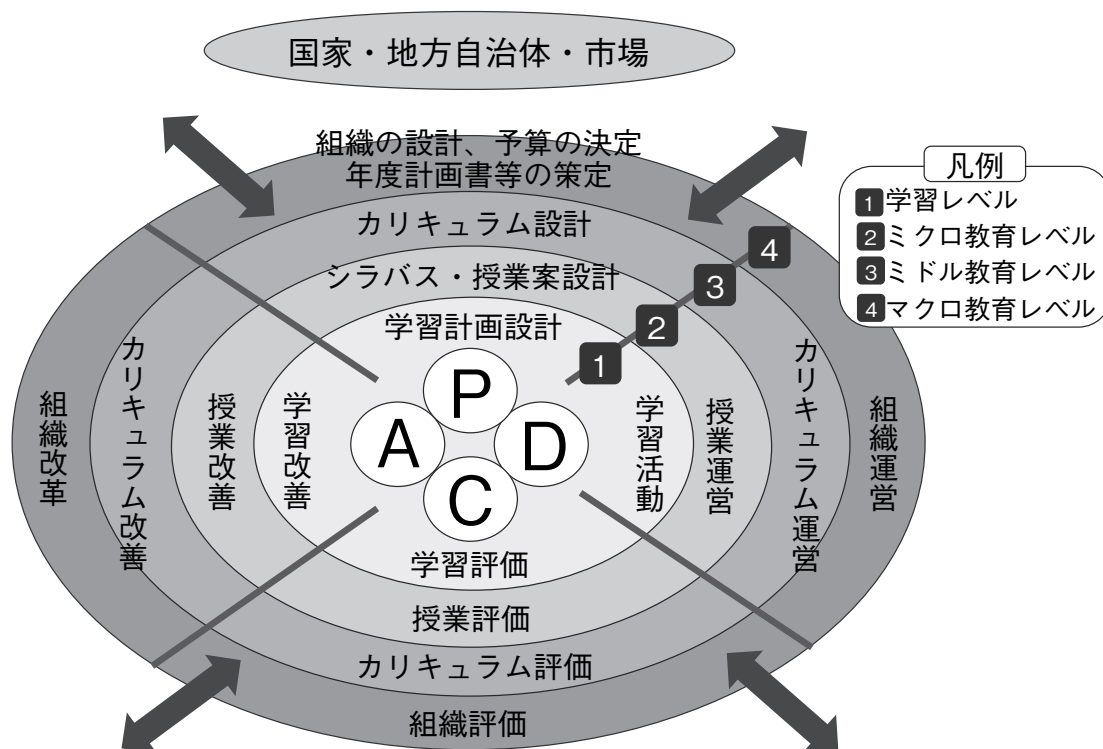 国家・地方自治体・市場
組織の設計、予算の決定
年度計画書等の策定
カリキュラム設計
シラバス・授業案設計
学習計画設計
凡例
1 学習レベル
2 ミクロ教育レベル
3 ミドル教育レベル
4 マクロ教育レベル
4
3
2
1
P
A
D
C
組織改革
カリキュラム改善
授業改善
学習改善
学習活動
授業運営
カリキュラム運営
組織運営
学習評価
授業評価
カリキュラム評価
組織評価